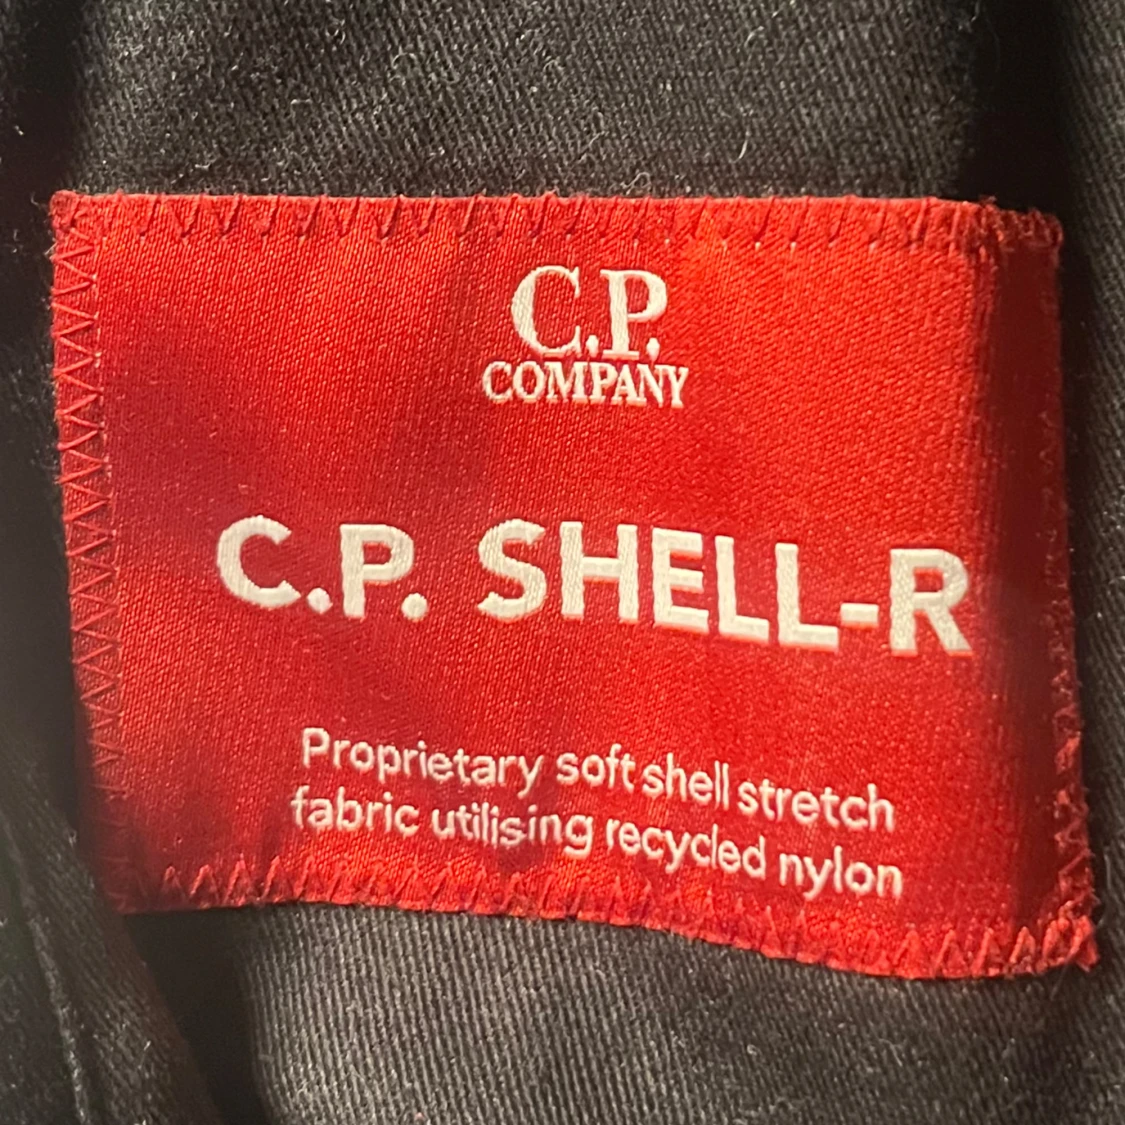 C.P.
COMPANY
C.P. SHELL-R
Proprietary soft shell stretch
fabric utilising recycled nylon